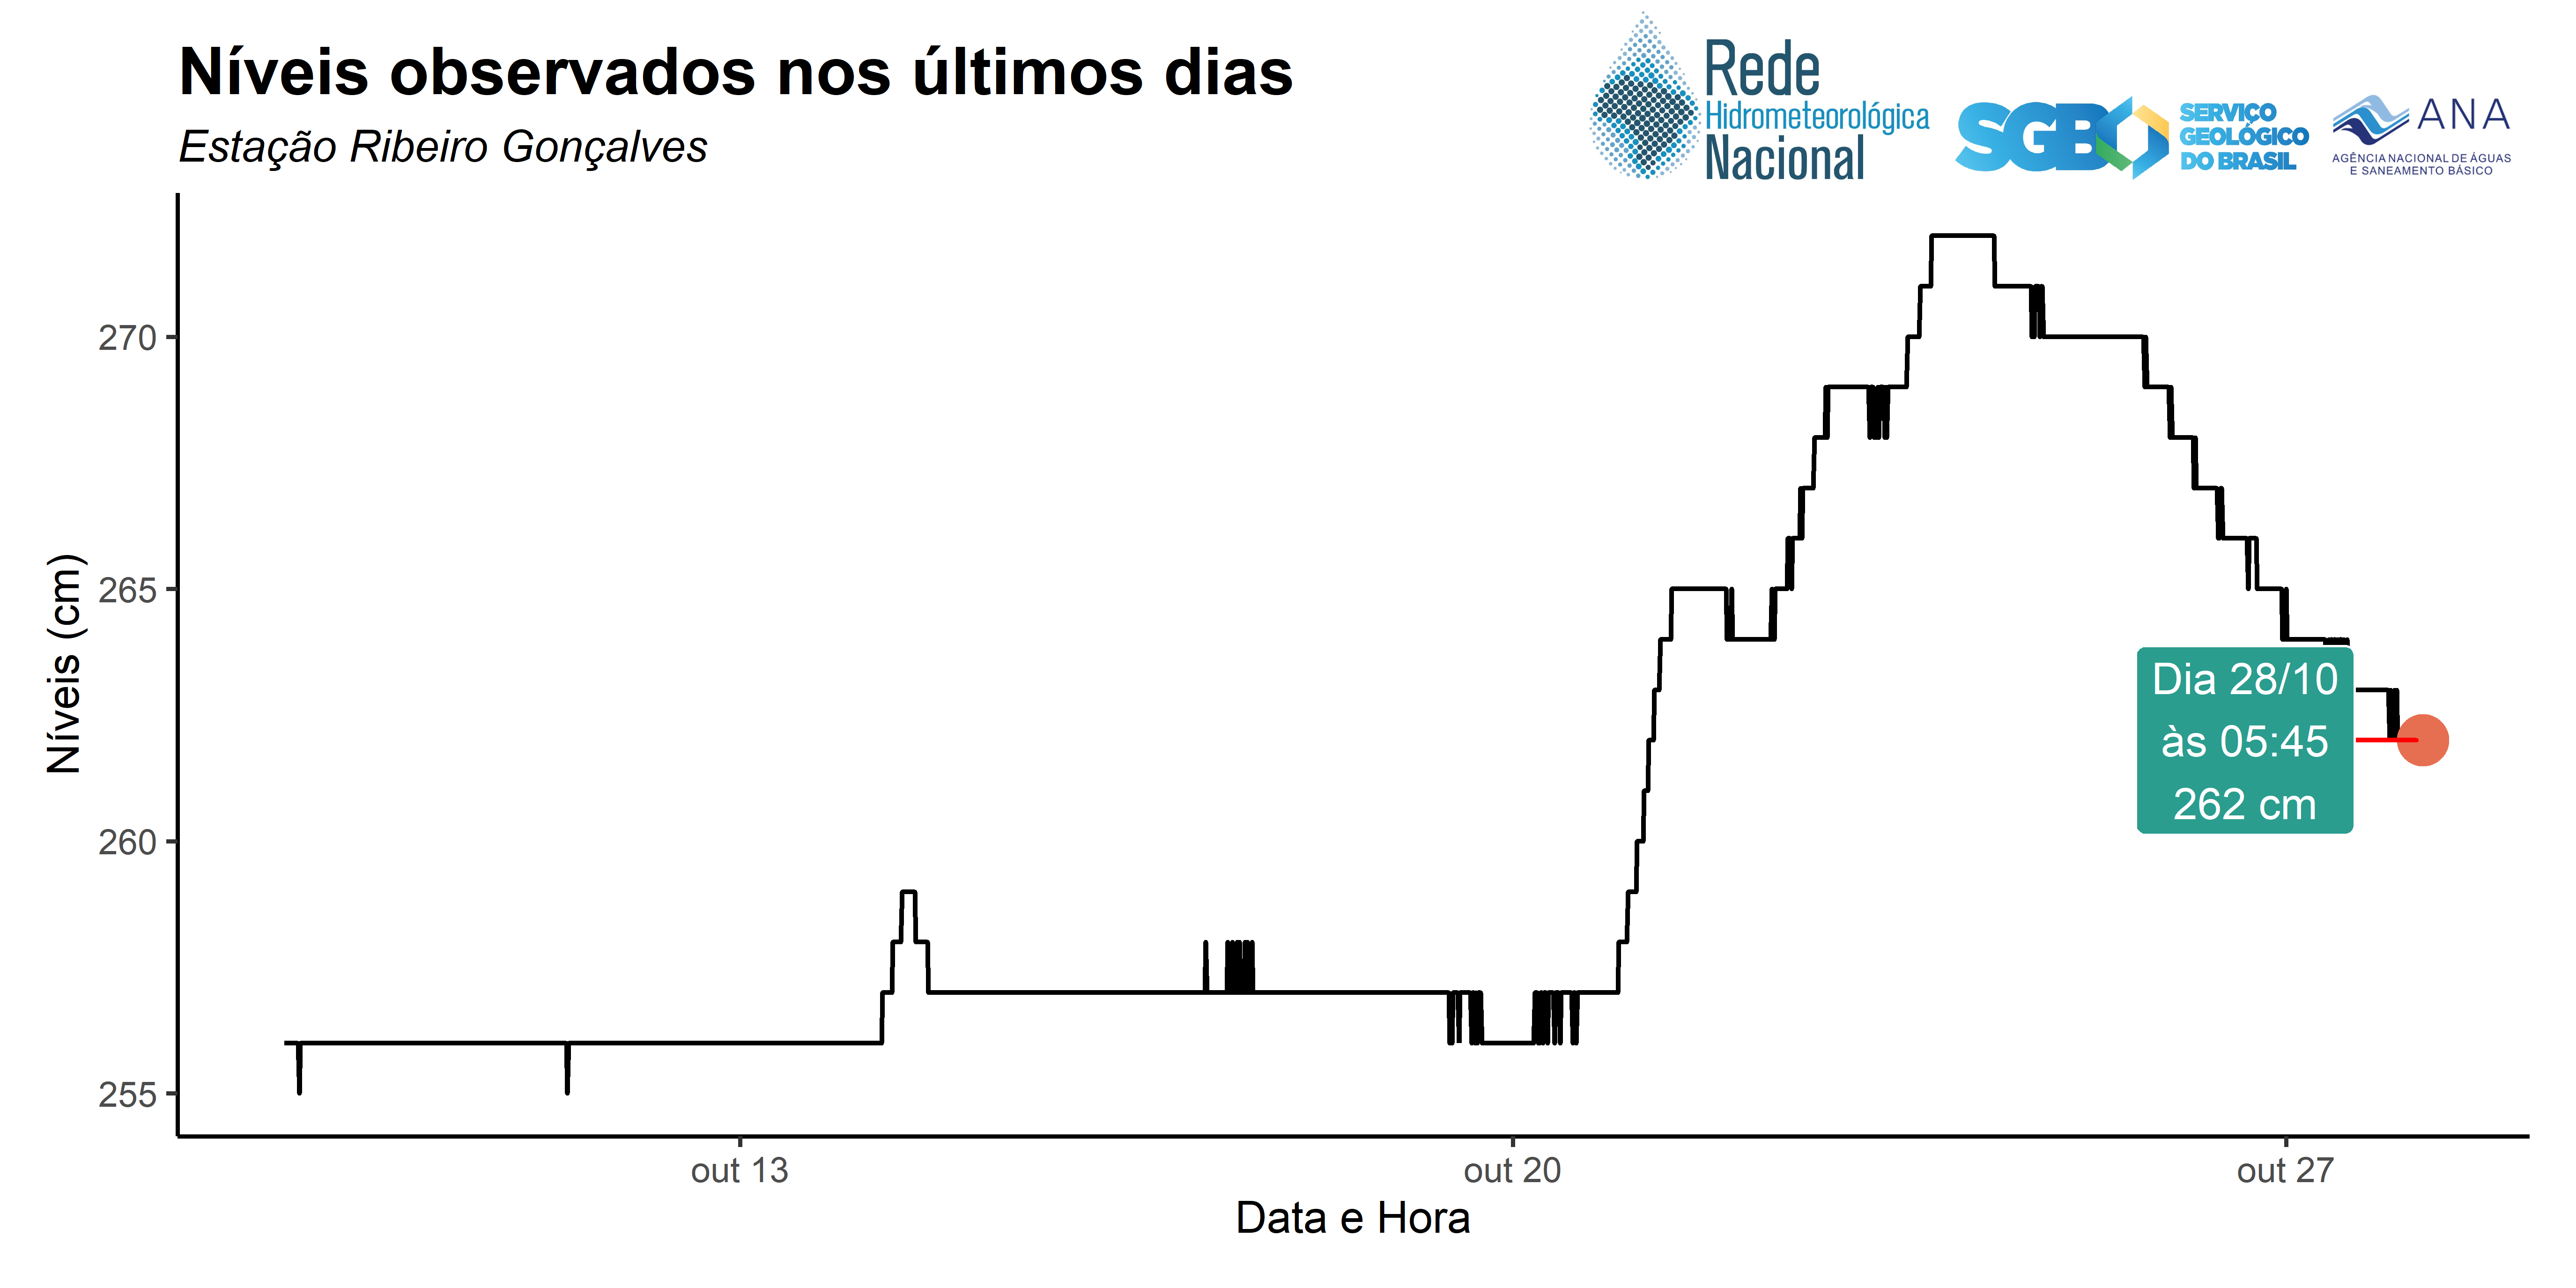 Níveis observados nos últimos dias
Estação Ribeiro Gonçalves
Rede
Hidrometeorológica
Nacional
SGB
SERVIÇO
GEOLÓGICO
DO BRASIL
ANA
AGÊNCIA NACIONAL DE ÁGUAS
E SANEAMENTO BÁSICO
Níveis (cm)
270
265
260
255
Dia 28/10
às 05:45
262 cm
out 13
out 20
out 27
Data e Hora